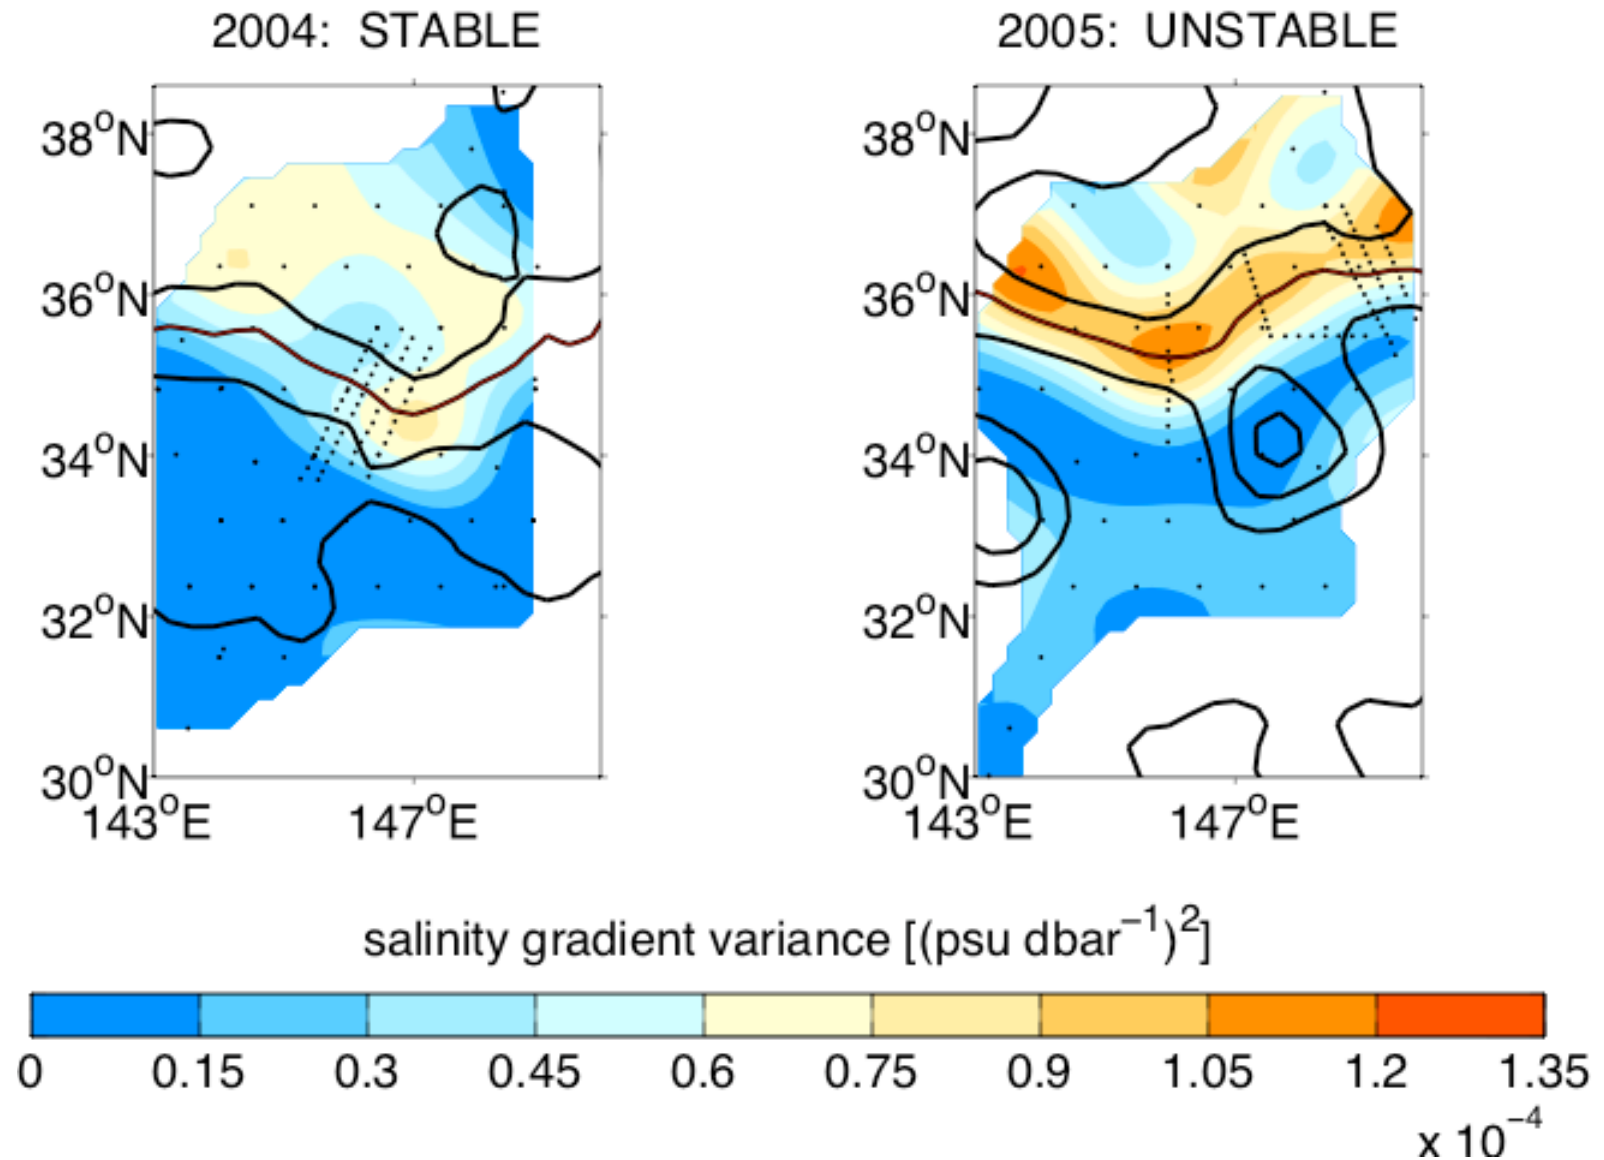 2004: STABLE
2005: UNSTABLE
38°N
36°N
34°N
32°N
30°N
143°E
147°E
38°N
36°N
34°N
32°N
30°N
143°E
147°E
salinity gradient variance [(psu dbar⁻¹)²]
0 0.15 0.3 0.45 0.6 0.75 0.9 1.05 1.2 1.35
x 10⁻⁴